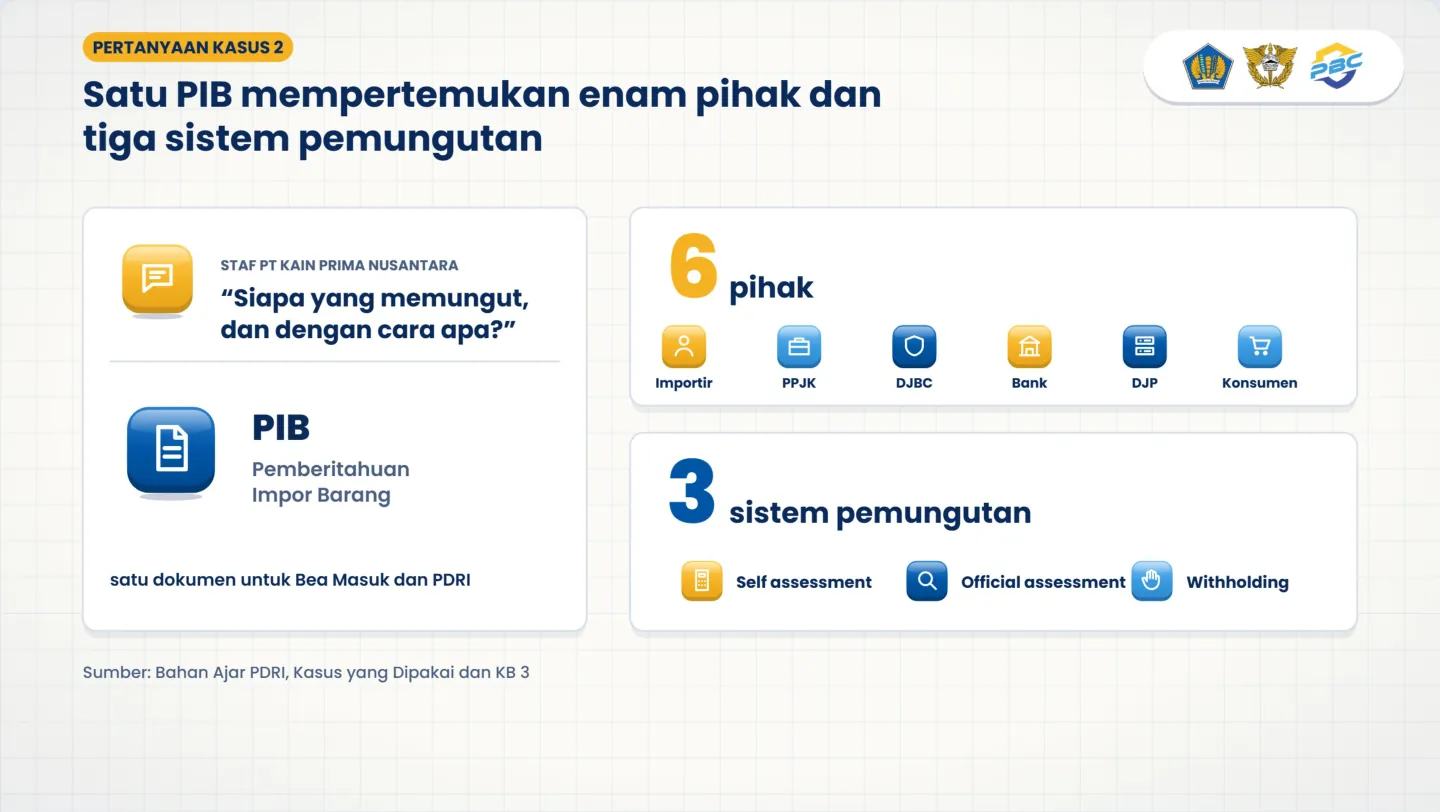 PERTANYAAN KASUS 2
Satu PIB mempertemukan enam pihak dan
tiga sistem pemungutan
PBC
STAF PT KAIN PRIMA NUSANTARA
“Siapa yang memungut,
dan dengan cara apa?”
PIB
Pemberitahuan
Impor Barang
satu dokumen untuk Bea Masuk dan PDRI
6 pihak
Importir
PPJK
DJBC
Bank
DJP
Konsumen
3 sistem pemungutan
Self assessment
Official assessment
Withholding
Sumber: Bahan Ajar PDRI, Kasus yang Dipakai dan KB 3